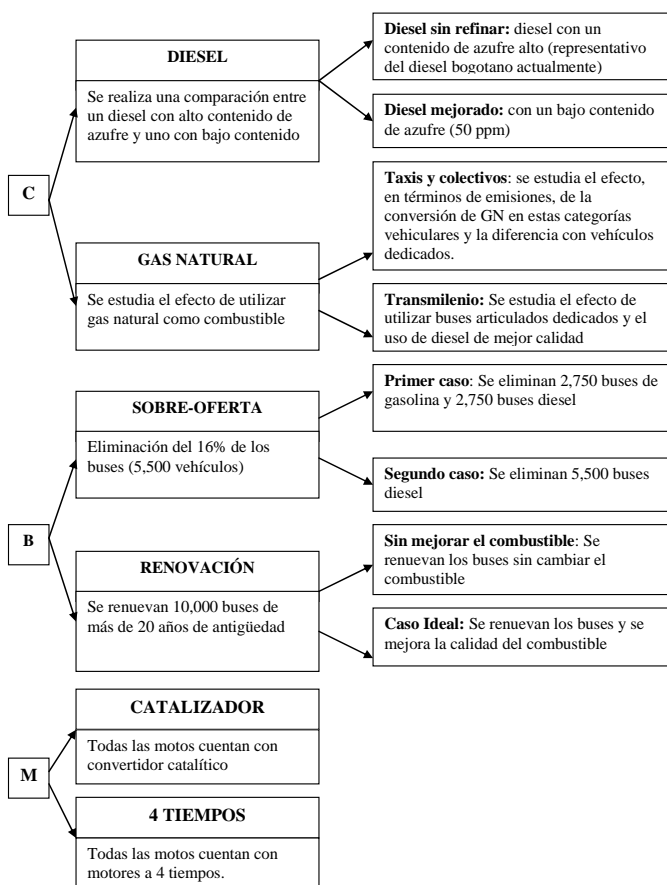 C
DIESEL
Se realiza una comparación entre
un diesel con alto contenido de
azufre y uno con bajo contenido
Diesel sin refinar: diesel con un
contenido de azufre alto (representativo
del diesel bogotano actualmente)
Diesel mejorado: con un bajo contenido
de azufre (50 ppm)
GAS NATURAL
Se estudia el efecto de utilizar
gas natural como combustible
Taxis y colectivos: se estudia el efecto,
en términos de emisiones, de la
conversión de GN en estas categorías
vehiculares y la diferencia con vehículos
dedicados.
Transmilenio: Se estudia el efecto de
utilizar buses articulados dedicados y el
uso de diesel de mejor calidad
B
SOBRE-OFERTA
Eliminación del 16% de los
buses (5,500 vehículos)
Primer caso: Se eliminan 2,750 buses de
gasolina y 2,750 buses diesel
Segundo caso: Se eliminan 5,500 buses
diesel
RENOVACIÓN
Se renuevan 10,000 buses de
más de 20 años de antigüedad
Sin mejorar el combustible: Se
renuevan los buses sin cambiar el
combustible
Caso Ideal: Se renuevan los buses y se
mejora la calidad del combustible
M
CATALIZADOR
Todas las motos cuentan con
convertidor catalítico
4 TIEMPOS
Todas las motos cuentan con
motores a 4 tiempos.